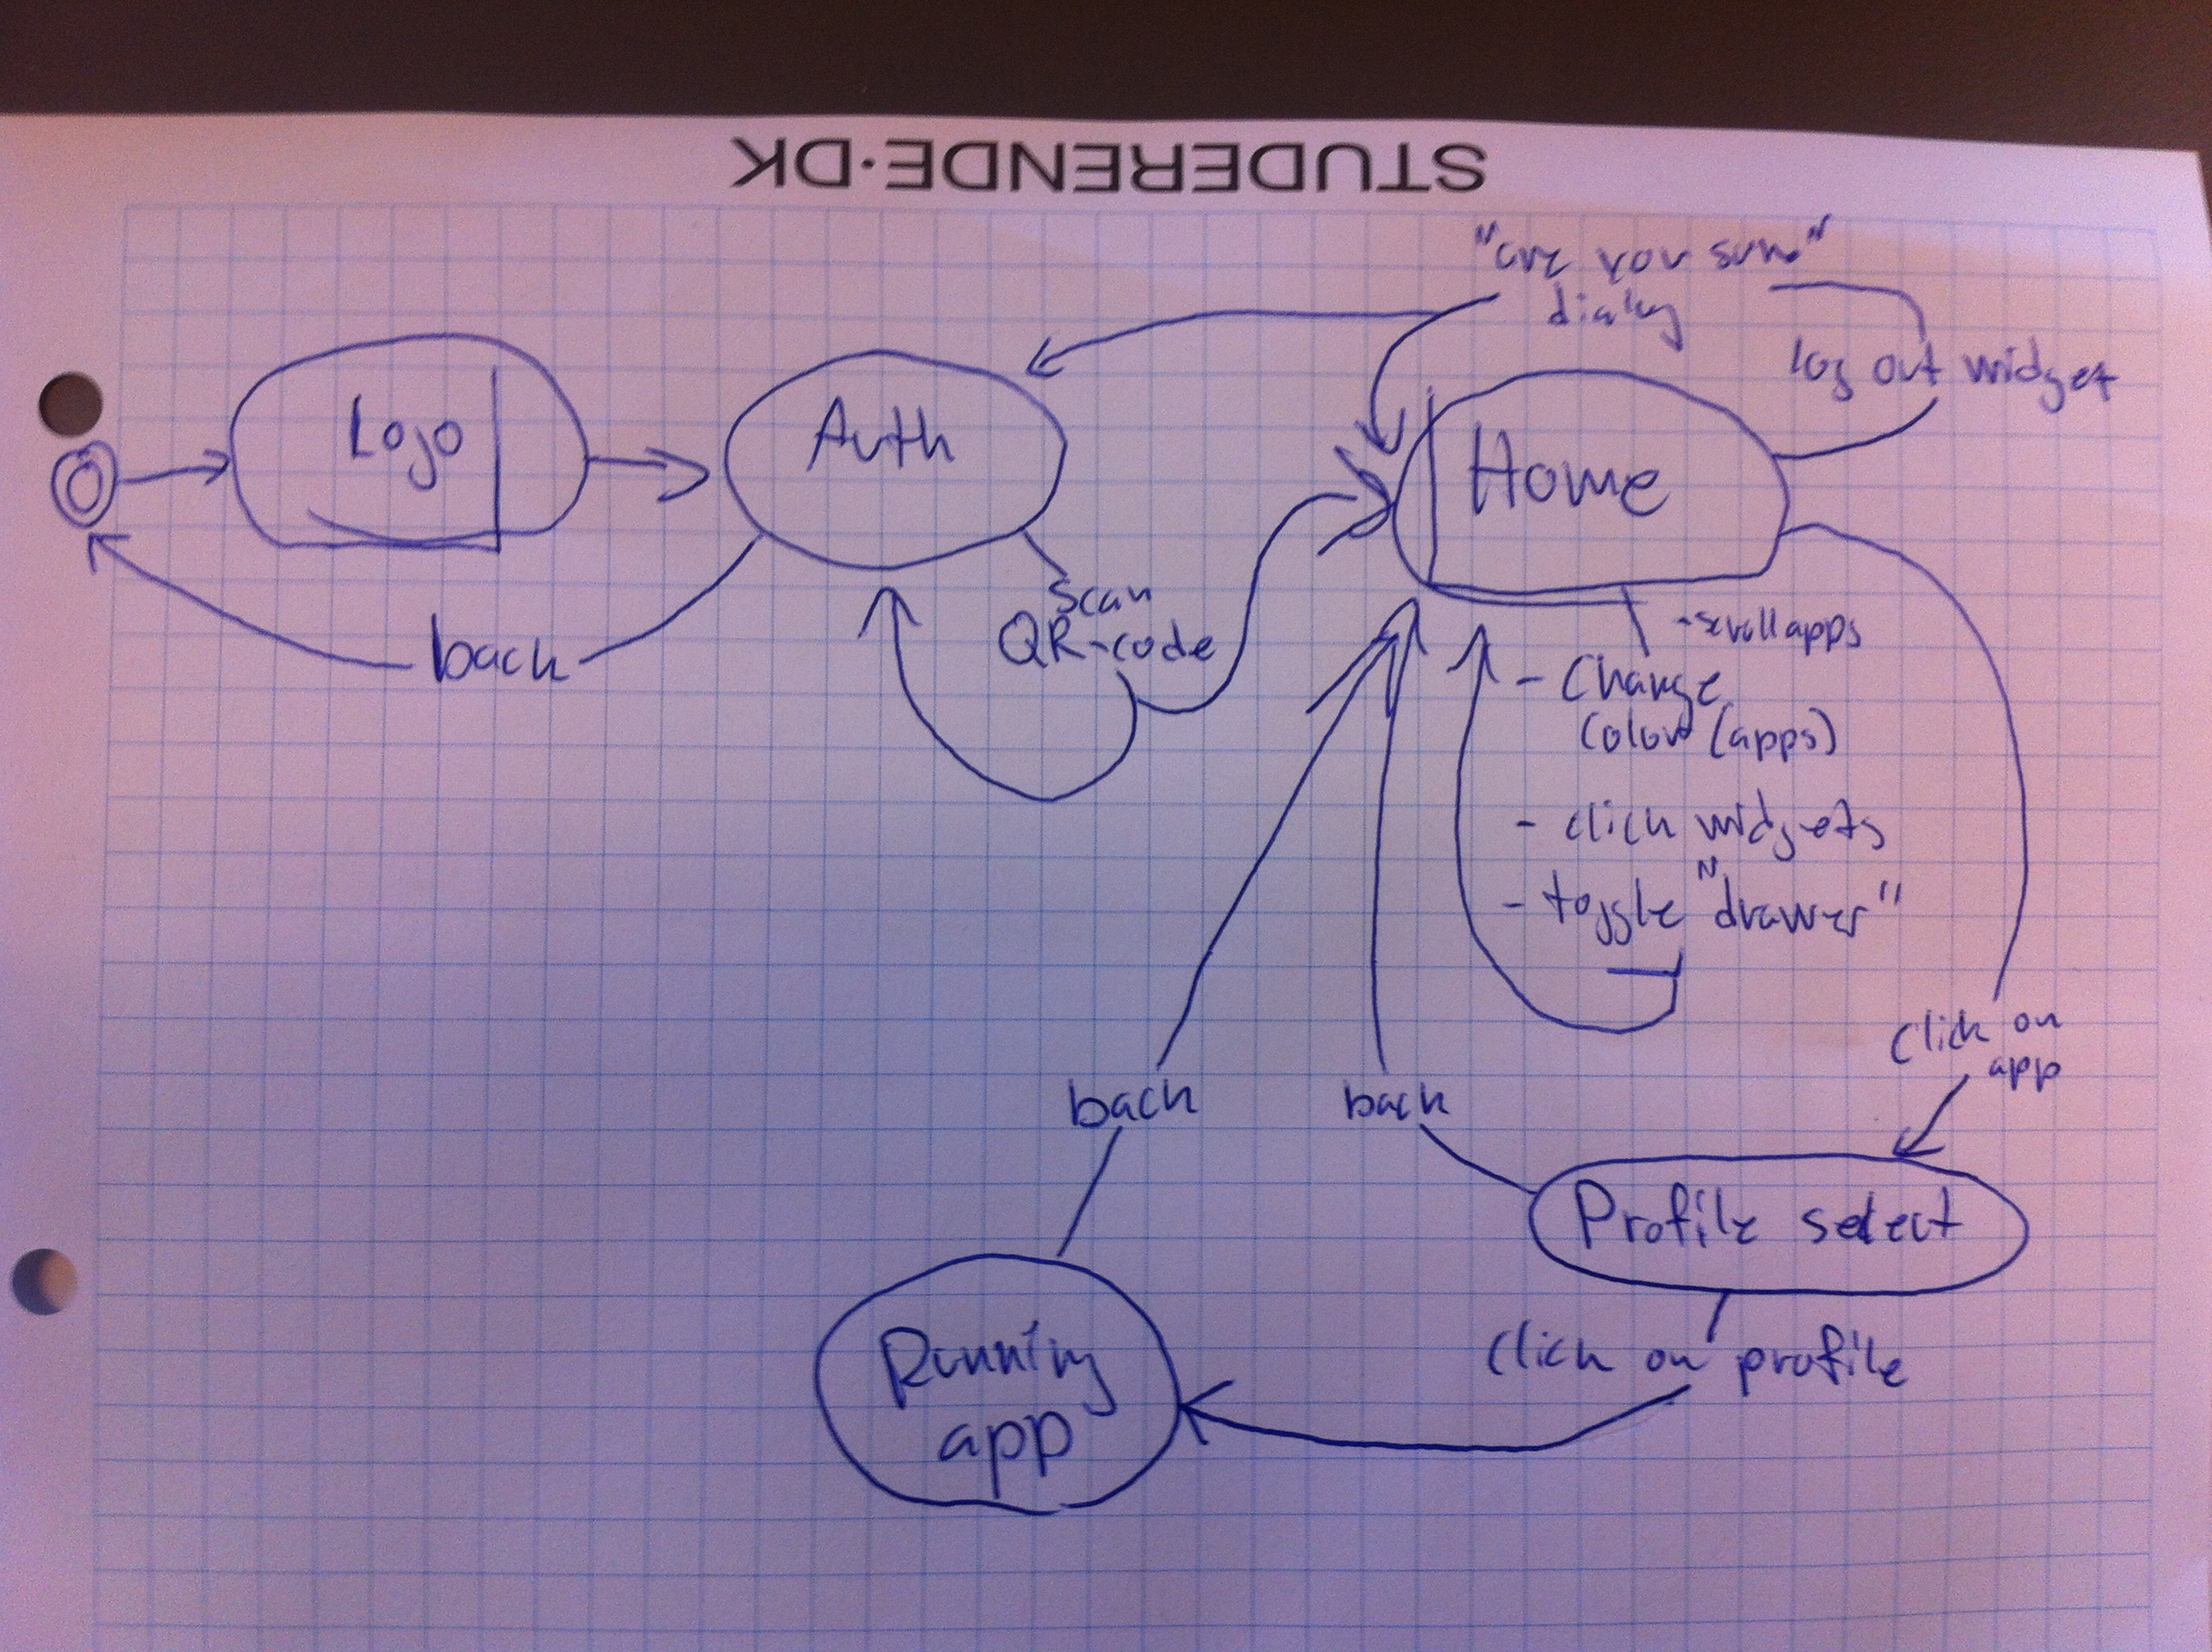 STUDERENDE·DK
"are you sure"
dialog
log out widget
Logo
Auth
Home
scan
QR-code
back
- scroll apps
- Change
Color (apps)
- click widgets
- toggle "drawer"
click on
app
back
back
Profile select
Click on profile
Running
app